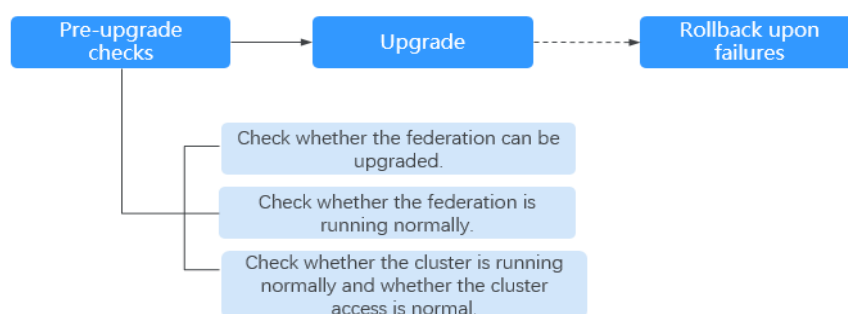 Pre-upgrade
checks
Upgrade
Rollback upon
failures
Check whether the federation can be
upgraded.
Check whether the federation is
running normally.
Check whether the cluster is running
normally and whether the cluster
access is normal.